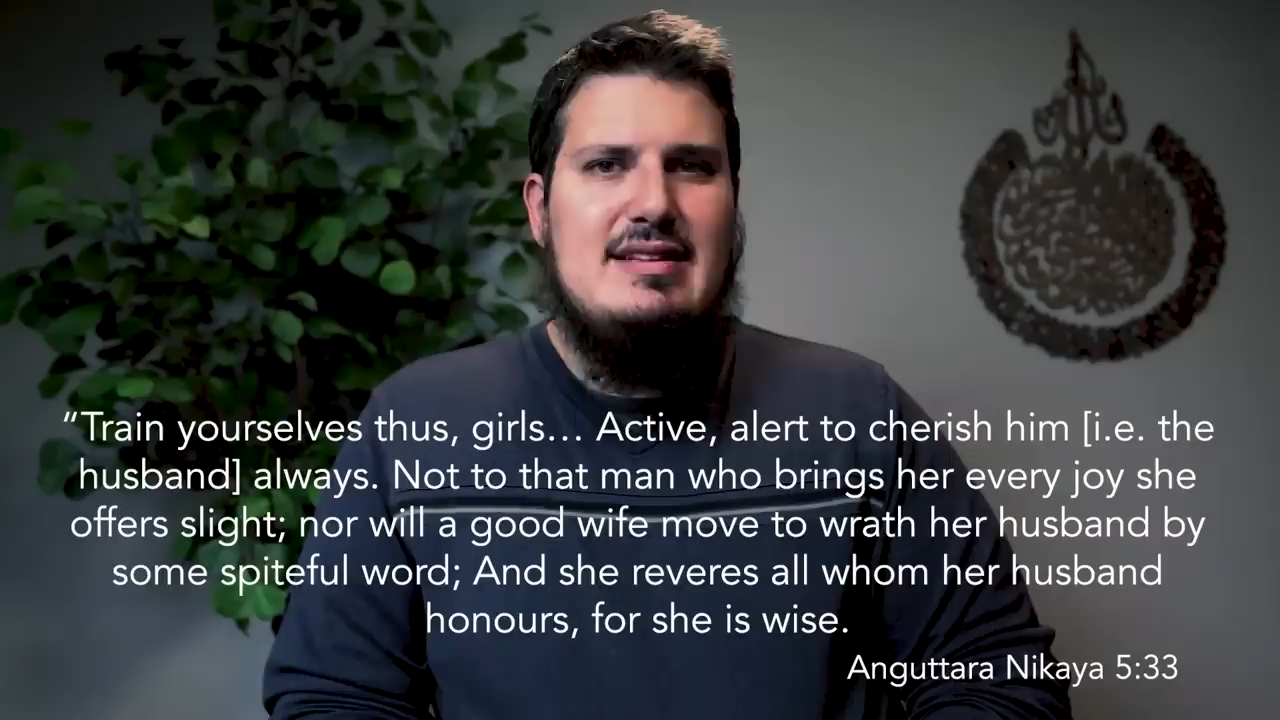 “Train yourselves thus, girls… Active, alert to cherish him [i.e. the
husband] always. Not to that man who brings her every joy she
offers slight; nor will a good wife move to wrath her husband by
some spiteful word; And she reveres all whom her husband
honours, for she is wise.
Anguttara Nikaya 5:33